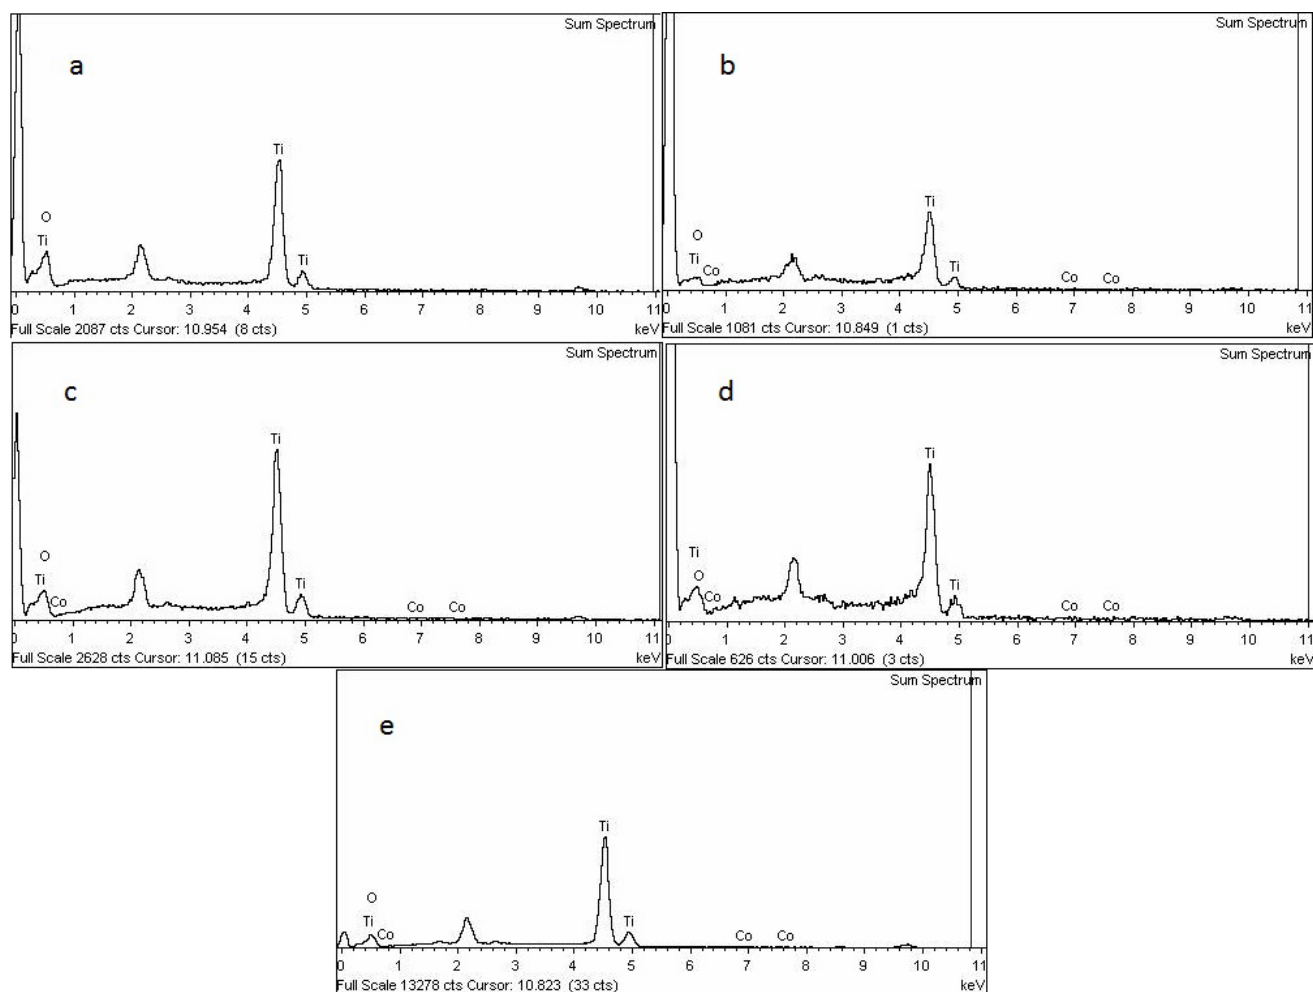 Sum Spectrum
a
Ti
O
Ti
Ti
0 1 2 3 4 5 6 7 8 9 10 11
Full Scale 2087 cts Cursor: 10.954 (8 cts)
keV
Sum Spectrum
b
Ti
O
Ti
Co
Ti
Co
Co
0 1 2 3 4 5 6 7 8 9 10 11
Full Scale 1081 cts Cursor: 10.849 (1 cts)
keV
Sum Spectrum
c
Ti
O
Ti
Co
Ti
Co
Co
0 1 2 3 4 5 6 7 8 9 10 11
Full Scale 2628 cts Cursor: 11.085 (15 cts)
keV
Sum Spectrum
d
Ti
Ti
O
Co
Ti
Co
Co
0 1 2 3 4 5 6 7 8 9 10 11
Full Scale 626 cts Cursor: 11.006 (3 cts)
keV
Sum Spectrum
e
Ti
O
Ti
Co
Ti
Co
Co
0 1 2 3 4 5 6 7 8 9 10 11
Full Scale 13278 cts Cursor: 10.823 (33 cts)
keV